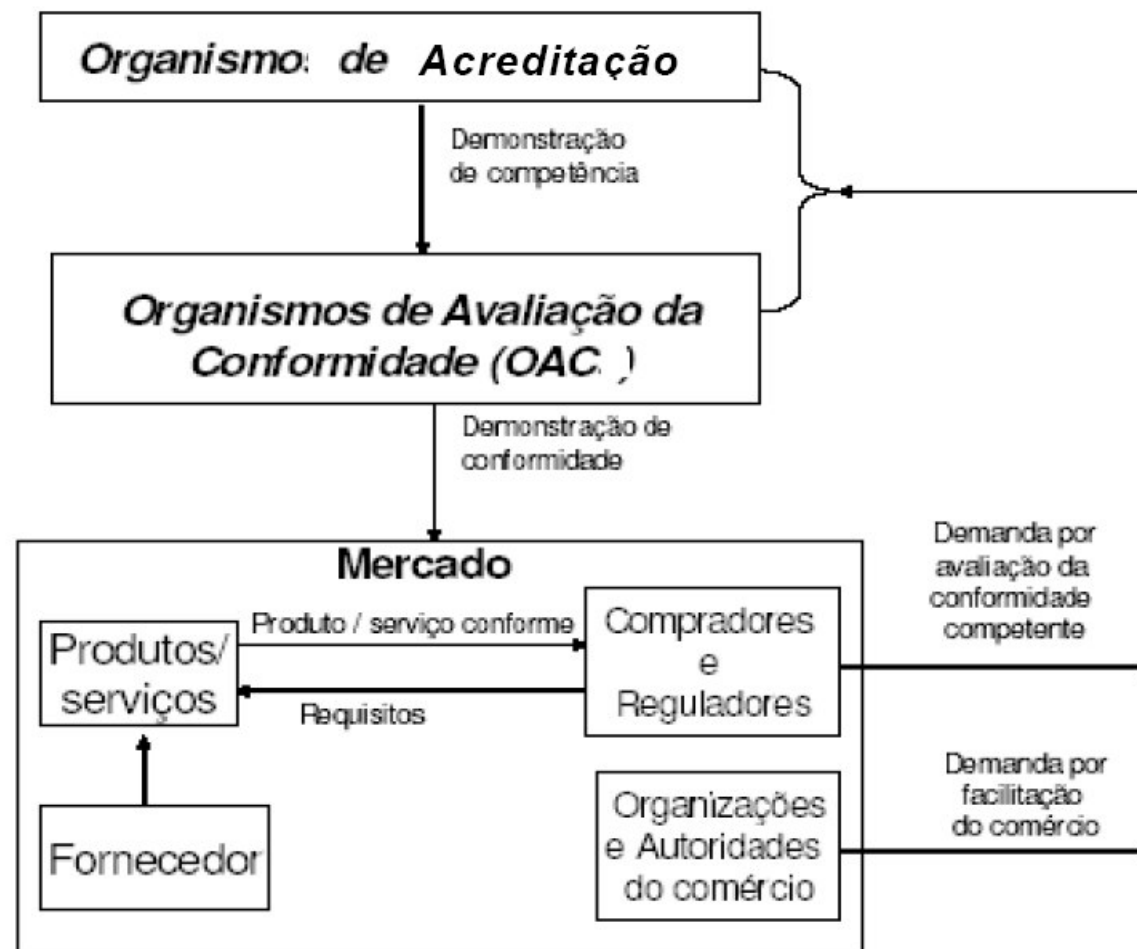 Organismos de Acreditação
Demonstração
de competência
Organismos de Avaliação da
Conformidade (OAC )
Demonstração de
conformidade
Mercado
Produto / serviço conforme
Produtos/
serviços
Requisitos
Compradores
e
Reguladores
Demanda por
avaliação da
conformidade
competente
Fornecedor
Organizações
e Autoridades
do comércio
Demanda por
facilitação
do comércio